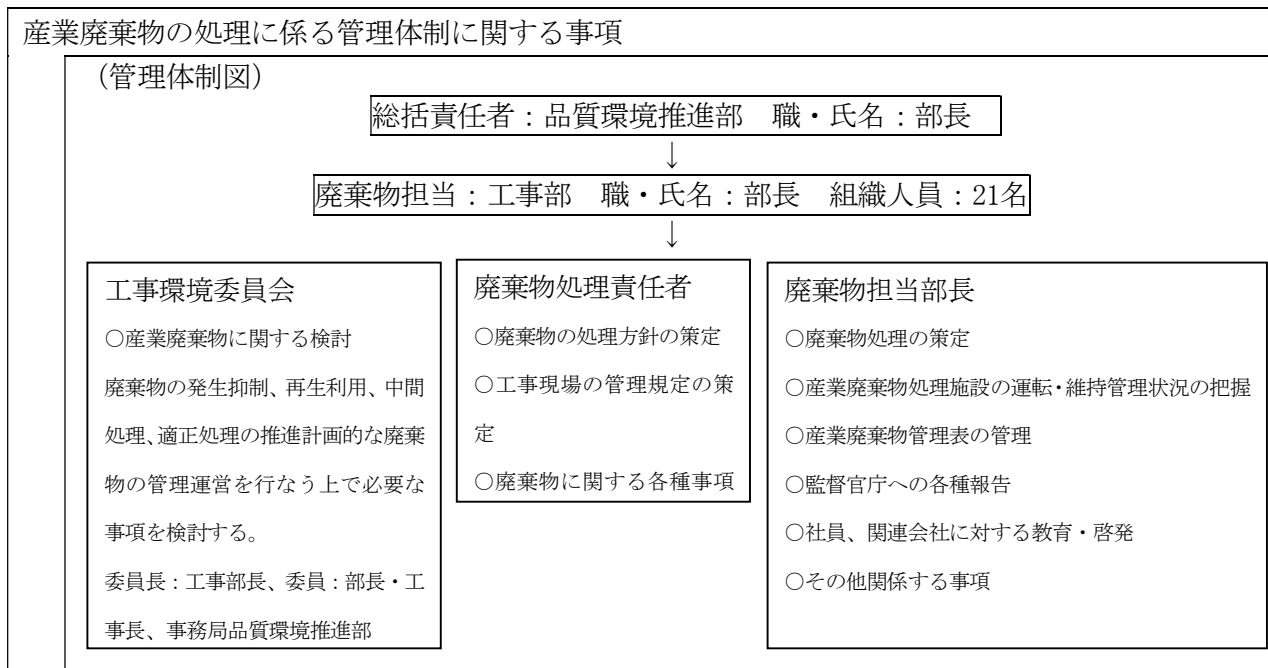 産業廃棄物の処理に係る管理体制に関する事項
（管理体制図）
総括責任者：品質環境推進部　職・氏名：部長
↓
廃棄物担当：工事部　職・氏名：部長　組織人員：21名
↓
工事環境委員会
○産業廃棄物に関する検討
廃棄物の発生抑制、再生利用、中間
処理、適正処理の推進計画的な廃棄
物の管理運営を行なう上で必要な
事項を検討する。
委員長：工事部長、委員：部長・工
事長、事務局品質環境推進部
廃棄物処理責任者
○廃棄物の処理方針の策定
○工事現場の管理規定の策
定
○廃棄物に関する各種事項
廃棄物担当部長
○廃棄物処理の策定
○産業廃棄物処理施設の運転・維持管理状況の把握
○産業廃棄物管理表の管理
○監督官庁への各種報告
○社員、関連会社に対する教育・啓発
○その他関係する事項